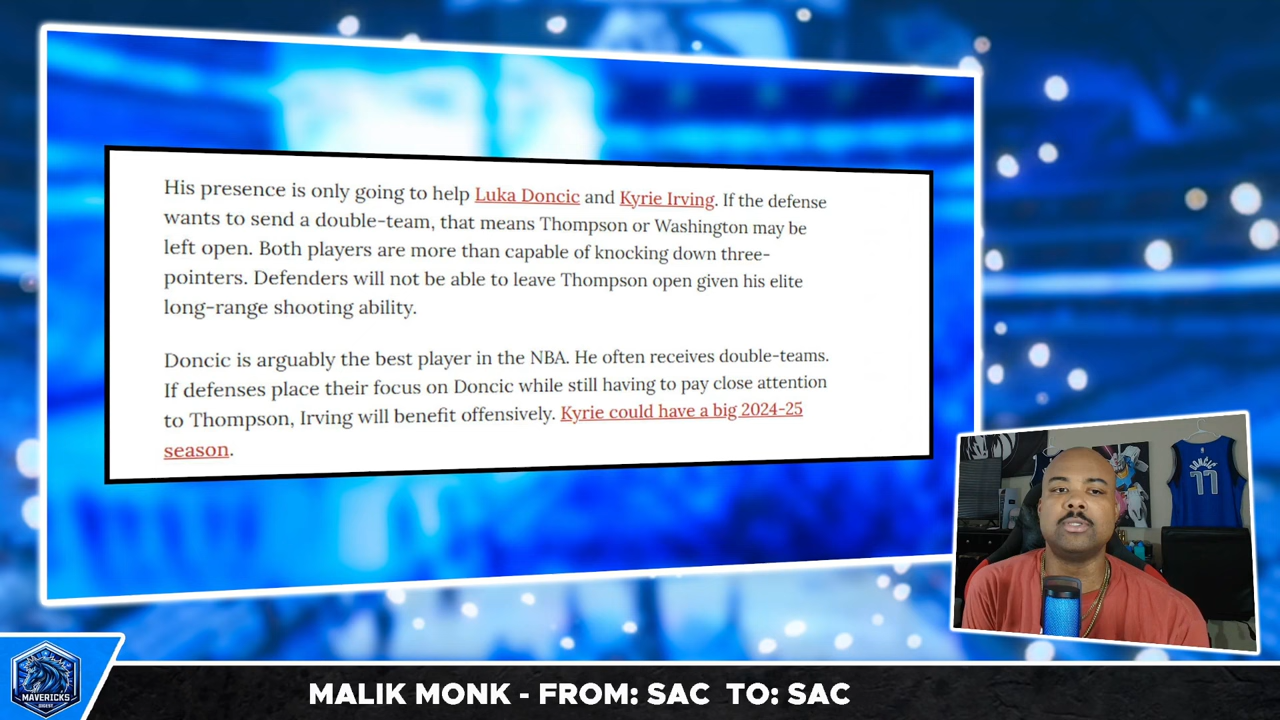 His presence is only going to help Luka Doncic and Kyrie Irving. If the defense
wants to send a double-team, that means Thompson or Washington may be
left open. Both players are more than capable of knocking down three-
pointers. Defenders will not be able to leave Thompson open given his elite
long-range shooting ability.
Doncic is arguably the best player in the NBA. He often receives double-teams.
If defenses place their focus on Doncic while still having to pay close attention
to Thompson, Irving will benefit offensively. Kyrie could have a big 2024-25
season.
DONČIĆ
77
MAVERICKS
DIGEST
MALIK MONK - FROM: SAC TO: SAC